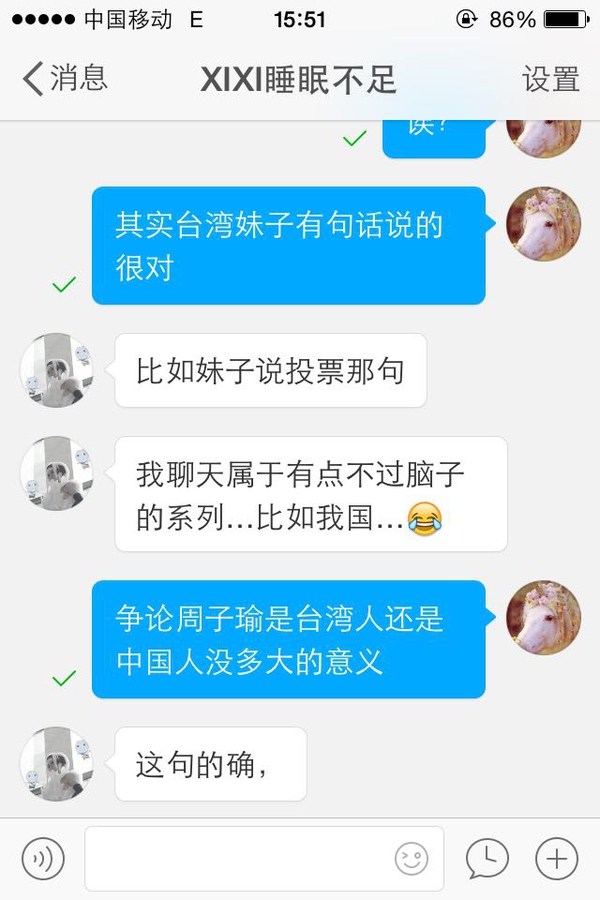 中国移动 E 15:51 86%
消息 XIXI睡眠不足 设置
其实台湾妹子有句话说的
很对
比如妹子说投票那句
我聊天属于有点不过脑子
的系列...比如我国...😂
争论周子瑜是台湾人还是
中国人没多大的意义
这句的确，